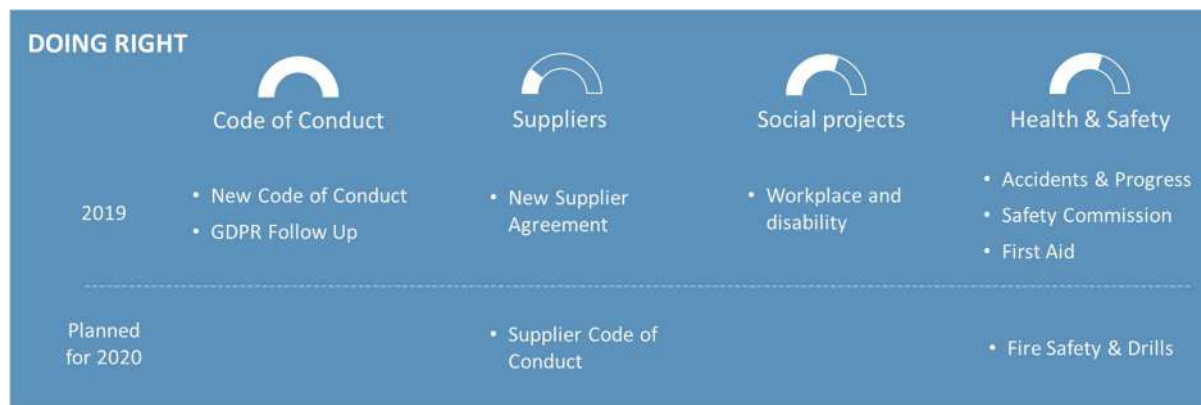 DOING RIGHT
Code of Conduct
Suppliers
Social projects
Health & Safety
2019
• New Code of Conduct
• GDPR Follow Up
• New Supplier
Agreement
• Workplace and
disability
• Accidents & Progress
• Safety Commission
• First Aid
Planned
for 2020
• Supplier Code of
Conduct
• Fire Safety & Drills